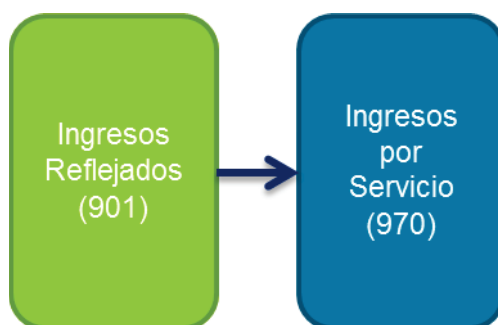 Ingresos
Reflejados
(901)
Ingresos
por
Servicio
(970)